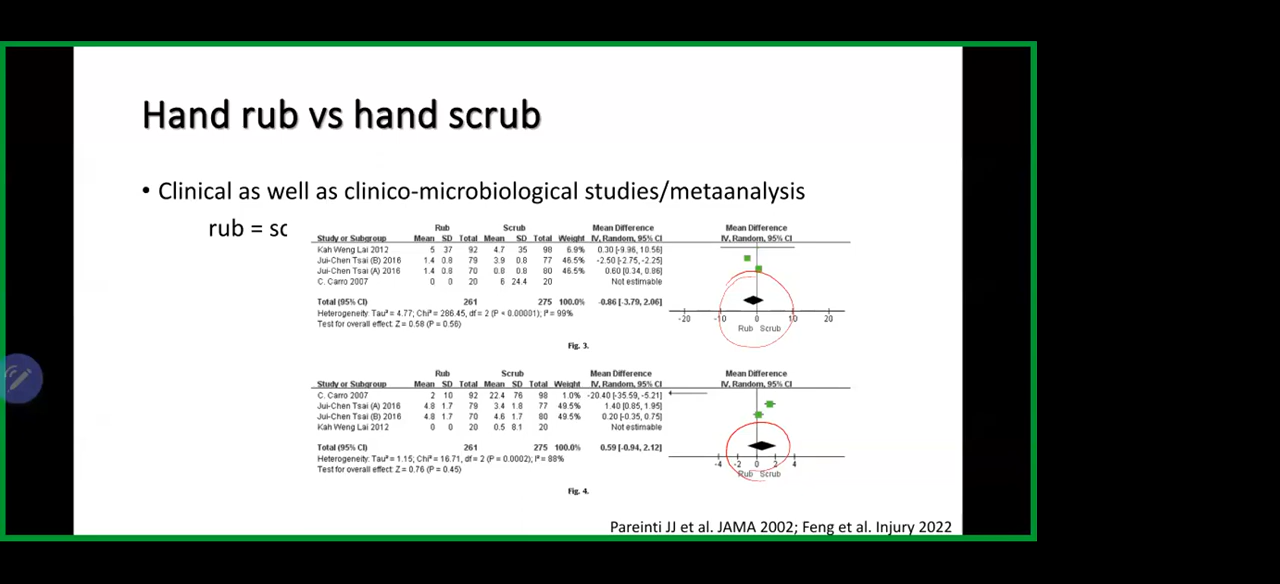 Hand rub vs hand scrub
• Clinical as well as clinico-microbiological studies/metaanalysis
rub = sc
Rub Scrub Mean Difference Mean Difference
Study or Subgroup Mean SD Total Mean SD Total Weight IV, Random, 95% CI IV, Random, 95% CI
Kah Weng Lai 2012 5 37 92 4.7 35 98 6.9% 0.30 [-9.96, 10.56]
Jui-Chen Tsai (B) 2016 1.4 0.8 79 3.9 0.8 77 46.5% -2.50 [-2.75, -2.25]
Jui-Chen Tsai (A) 2016 1.4 0.8 70 0.8 0.8 80 46.5% 0.60 [0.34, 0.86]
C. Carro 2007 0 0 20 6 24.4 20 Not estimable
Total (95% CI) 261 275 100.0% -0.86 [-3.79, 2.06]
Heterogeneity: Tau² = 4.77; Chi² = 286.45, df = 2 (P < 0.00001); I² = 99%
Test for overall effect: Z = 0.58 (P = 0.56)
-20 -10 0 10 20
Rub Scrub
Fig. 3.
Rub Scrub Mean Difference Mean Difference
Study or Subgroup Mean SD Total Mean SD Total Weight IV, Random, 95% CI IV, Random, 95% CI
C. Carro 2007 2 10 92 22.4 76 98 1.0% -20.40 [-35.59, -5.21]
Jui-Chen Tsai (A) 2016 4.8 1.7 79 3.4 1.8 77 49.5% 1.40 [0.85, 1.95]
Jui-Chen Tsai (B) 2016 4.8 1.7 70 4.6 1.7 80 49.5% 0.20 [-0.35, 0.75]
Kah Weng Lai 2012 0 0 20 0.5 8.1 20 Not estimable
Total (95% CI) 261 275 100.0% 0.59 [-0.94, 2.12]
Heterogeneity: Tau² = 1.15; Chi² = 16.71, df = 2 (P = 0.0002); I² = 88%
Test for overall effect: Z = 0.76 (P = 0.45)
-4 -2 0 2 4
Rub Scrub
Fig. 4.
Pareinti JJ et al. JAMA 2002; Feng et al. Injury 2022